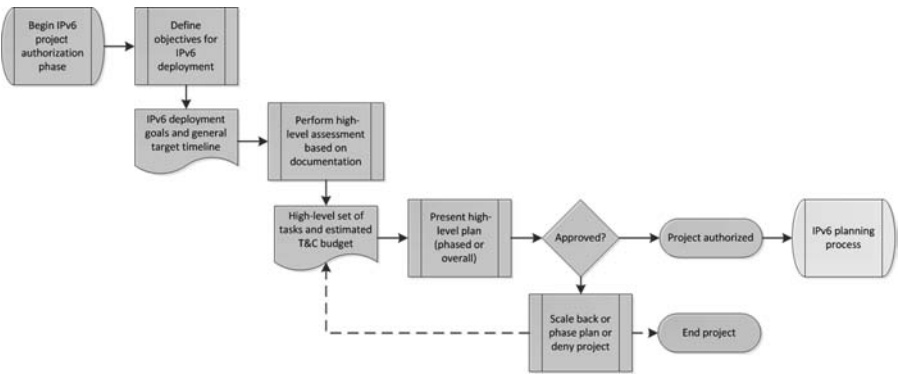 Begin IPv6
project
authorization
phase
Define
objectives for
IPv6
deployment
IPv6 deployment
goals and general
target timeline
Perform high-
level assessment
based on
documentation
High-level set of
tasks and estimated
T&C budget
Present high-
level plan
(phased or
overall)
Approved?
Project authorized
IPv6 planning
process
Scale back or
phase plan or
deny project
End project